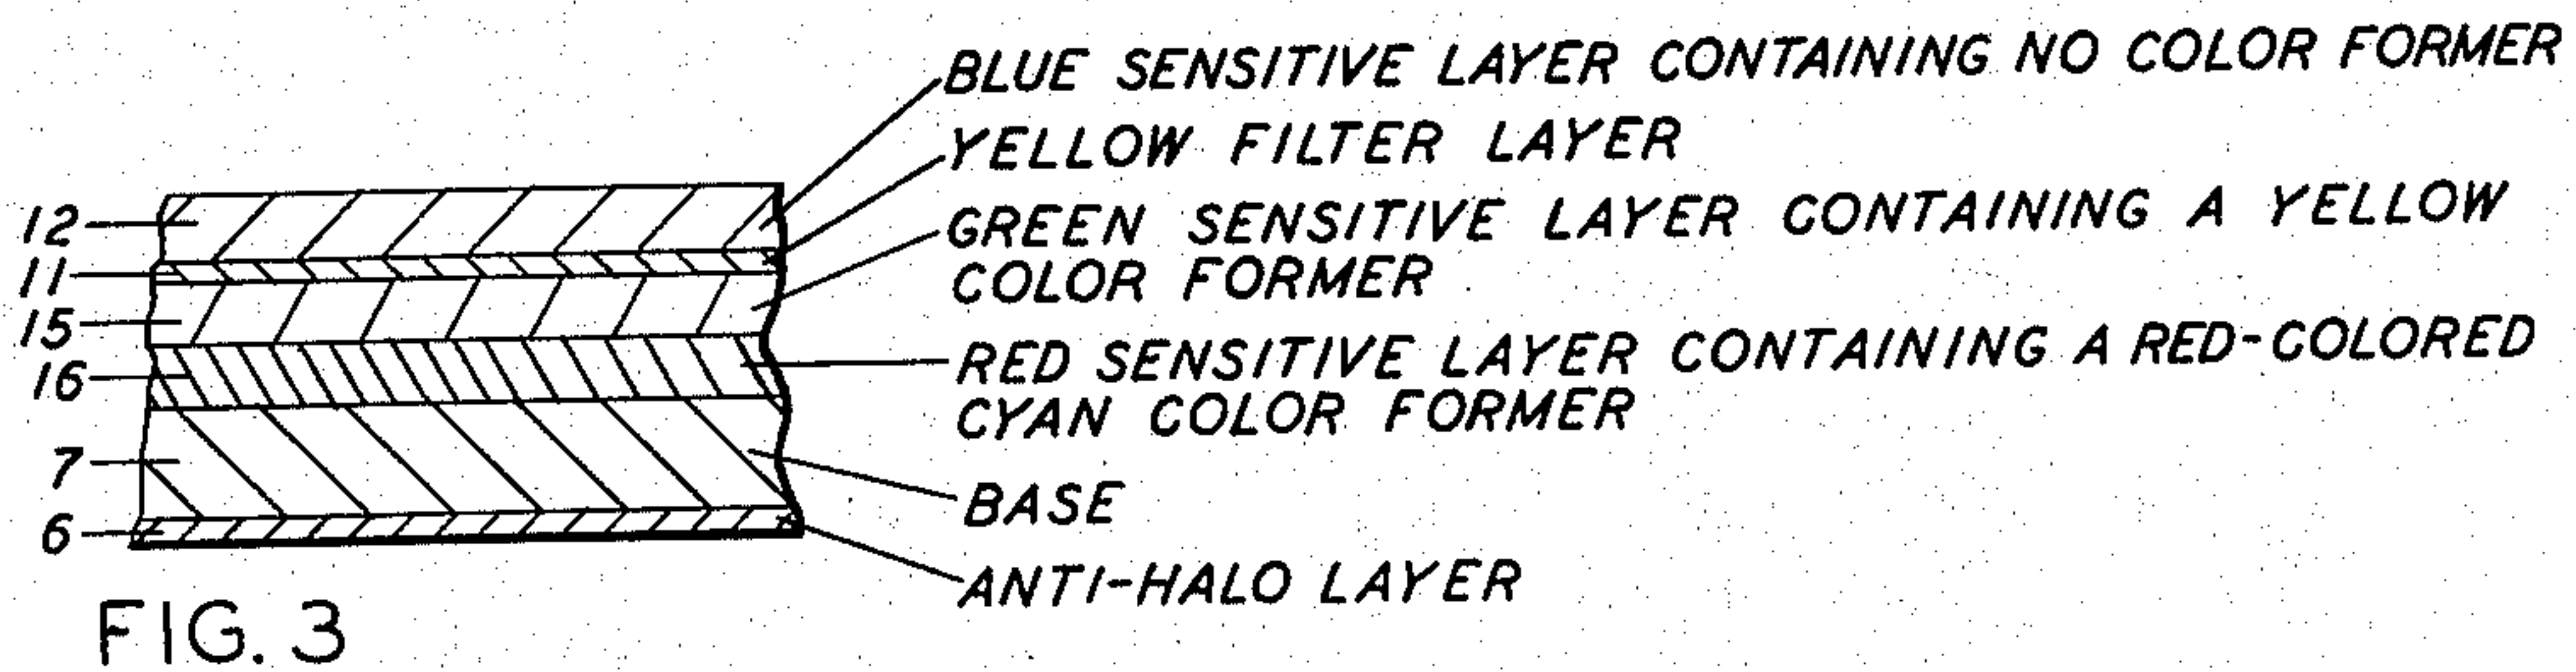 BLUE SENSITIVE LAYER CONTAINING NO COLOR FORMER
YELLOW FILTER LAYER
12
GREEN SENSITIVE LAYER CONTAINING A YELLOW
COLOR FORMER
11
15
RED SENSITIVE LAYER CONTAINING A RED-COLORED
CYAN COLOR FORMER
16
7
BASE
6
ANTI-HALO LAYER
FIG. 3